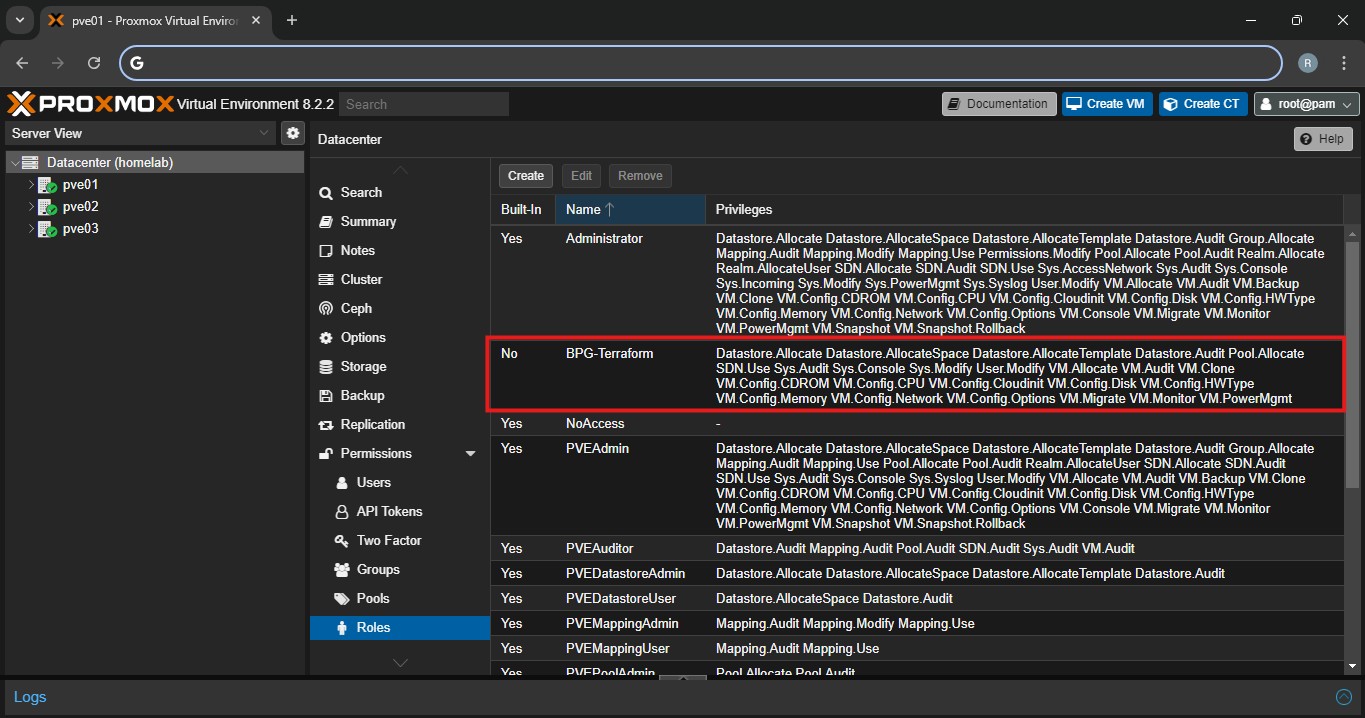 pve01 - Proxmox Virtual Enviro
G
R
PROXMOX Virtual Environment 8.2.2 Search Documentation Create VM Create CT root@pam
Server View
Datacenter Help
Datacenter (homelab)
pve01
pve02
pve03
Search
Summary
Notes
Cluster
Ceph
Options
Storage
Backup
Replication
Permissions
Users
API Tokens
Two Factor
Groups
Pools
Roles
Create Edit Remove
Built-In Name Privileges
Yes Administrator Datastore.Allocate Datastore.AllocateSpace Datastore.AllocateTemplate Datastore.Audit Group.Allocate
Mapping.Audit Mapping.Modify Mapping.Use Permissions.Modify Pool.Allocate Pool.Audit Realm.Allocate
Realm.AllocateUser SDN.Allocate SDN.Audit SDN.Use Sys.AccessNetwork Sys.Audit Sys.Console
Sys.Incoming Sys.Modify Sys.PowerMgmt Sys.Syslog User.Modify VM.Allocate VM.Audit VM.Backup
VM.Clone VM.Config.CDROM VM.Config.CPU VM.Config.Cloudinit VM.Config.Disk VM.Config.HWType
VM.Config.Memory VM.Config.Network VM.Config.Options VM.Console VM.Migrate VM.Monitor
VM.PowerMgmt VM.Snapshot VM.Snapshot.Rollback
No BPG-Terraform Datastore.Allocate Datastore.AllocateSpace Datastore.AllocateTemplate Datastore.Audit Pool.Allocate
SDN.Use Sys.Audit Sys.Console Sys.Modify User.Modify VM.Allocate VM.Audit VM.Clone
VM.Config.CDROM VM.Config.CPU VM.Config.Cloudinit VM.Config.Disk VM.Config.HWType
VM.Config.Memory VM.Config.Network VM.Config.Options VM.Migrate VM.Monitor VM.PowerMgmt
Yes NoAccess -
Yes PVEAdmin Datastore.Allocate Datastore.AllocateSpace Datastore.AllocateTemplate Datastore.Audit Group.Allocate
Mapping.Audit Mapping.Use Pool.Allocate Pool.Audit Realm.AllocateUser SDN.Allocate SDN.Audit
SDN.Use Sys.Audit Sys.Console Sys.Syslog User.Modify VM.Allocate VM.Audit VM.Backup VM.Clone
VM.Config.CDROM VM.Config.CPU VM.Config.Cloudinit VM.Config.Disk VM.Config.HWType
VM.Config.Memory VM.Config.Network VM.Config.Options VM.Console VM.Migrate VM.Monitor
VM.PowerMgmt VM.Snapshot VM.Snapshot.Rollback
Yes PVEAuditor Datastore.Audit Mapping.Audit Pool.Audit SDN.Audit Sys.Audit VM.Audit
Yes PVEDatastoreAdmin Datastore.Allocate Datastore.AllocateSpace Datastore.AllocateTemplate Datastore.Audit
Yes PVEDatastoreUser Datastore.AllocateSpace Datastore.Audit
Yes PVEMappingAdmin Mapping.Audit Mapping.Modify Mapping.Use
Yes PVEMappingUser Mapping.Audit Mapping.Use
Yes PVEPoolAdmin Pool.Allocate Pool.Audit
Logs